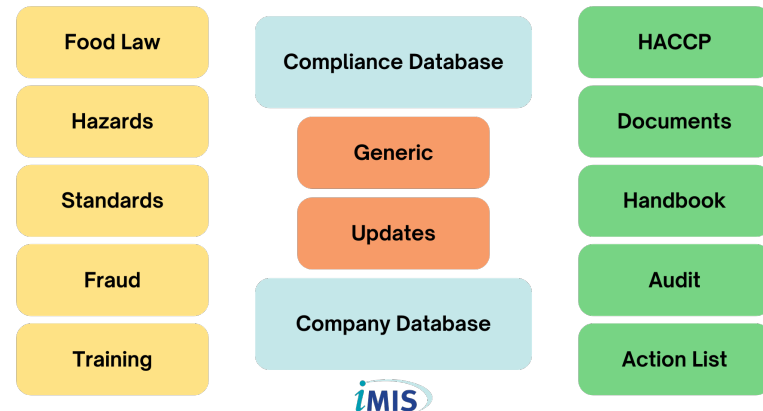 Food Law
Hazards
Standards
Fraud
Training
Compliance Database
Generic
Updates
Company Database
iMIS
HACCP
Documents
Handbook
Audit
Action List